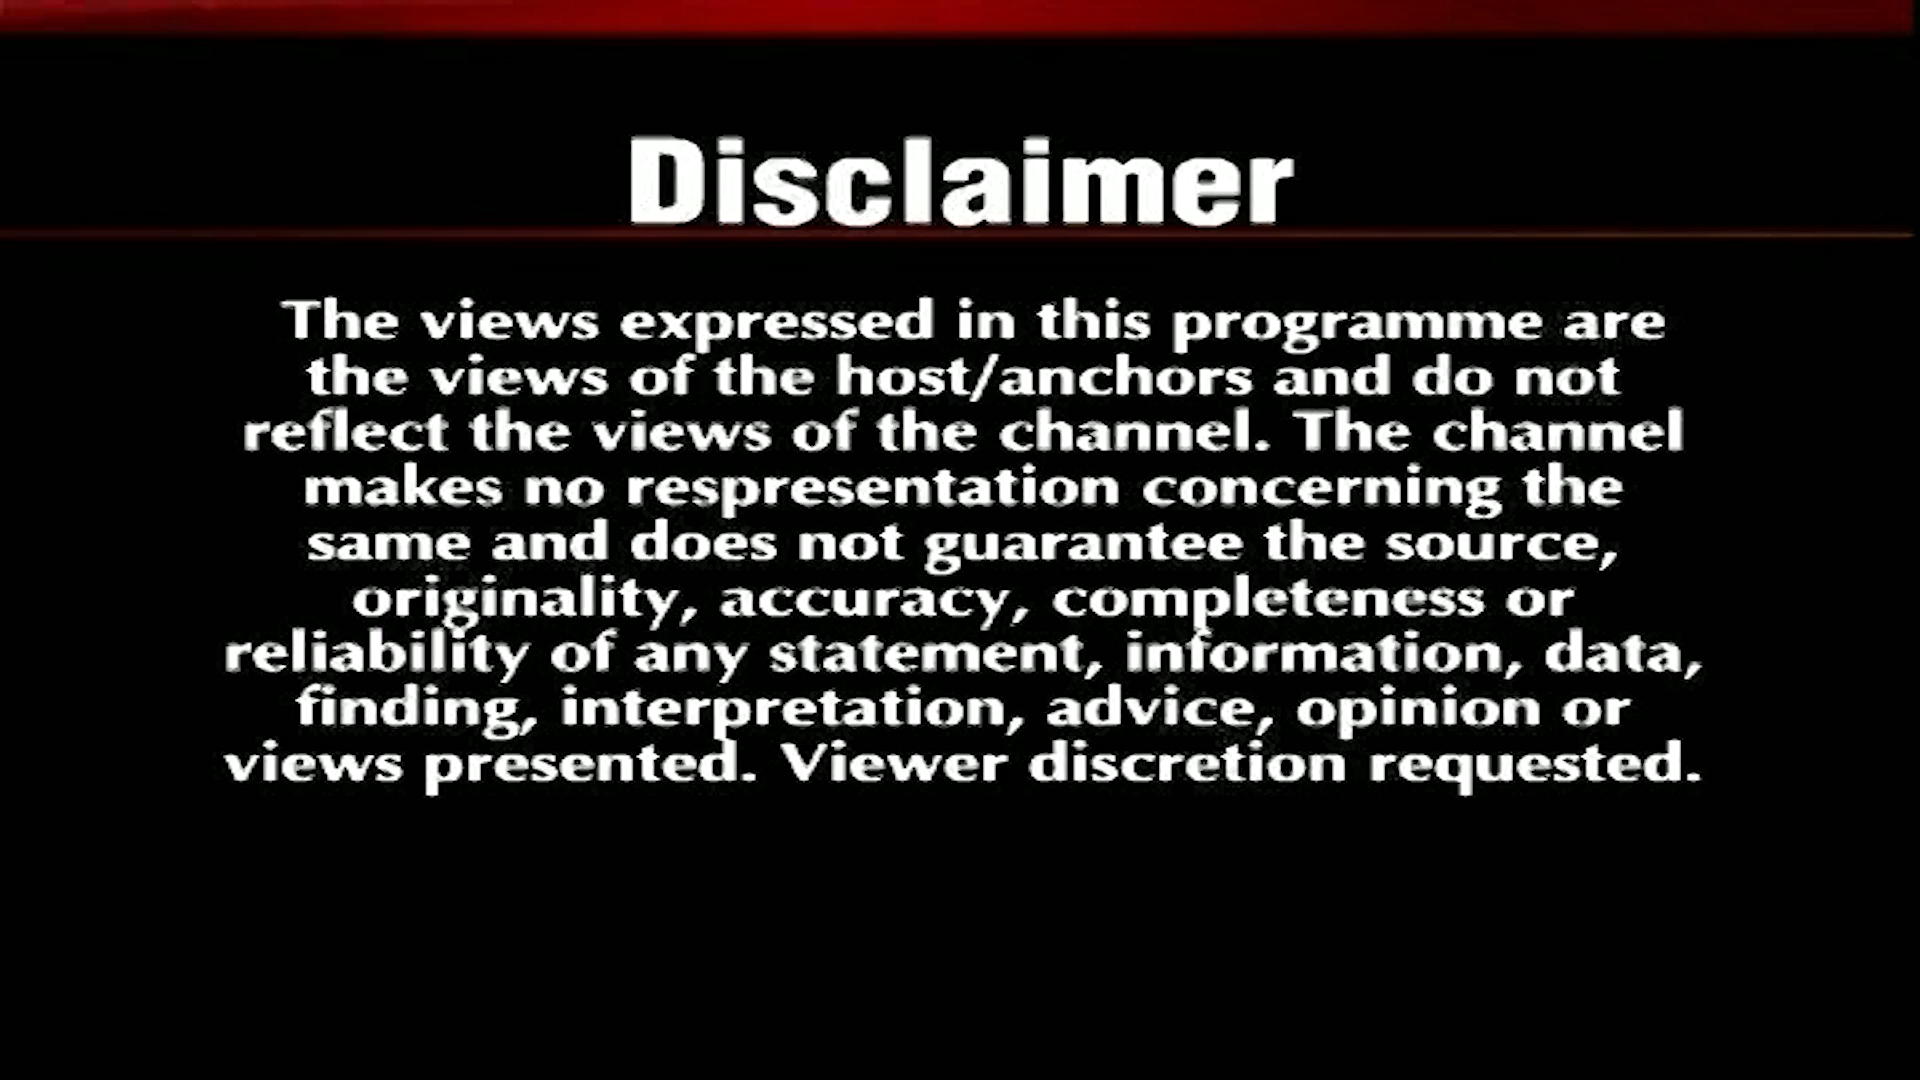 Disclaimer
The views expressed in this programme are
the views of the host/anchors and do not
reflect the views of the channel. The channel
makes no respresentation concerning the
same and does not guarantee the source,
originality, accuracy, completeness or
reliability of any statement, information, data,
finding, interpretation, advice, opinion or
views presented. Viewer discretion requested.